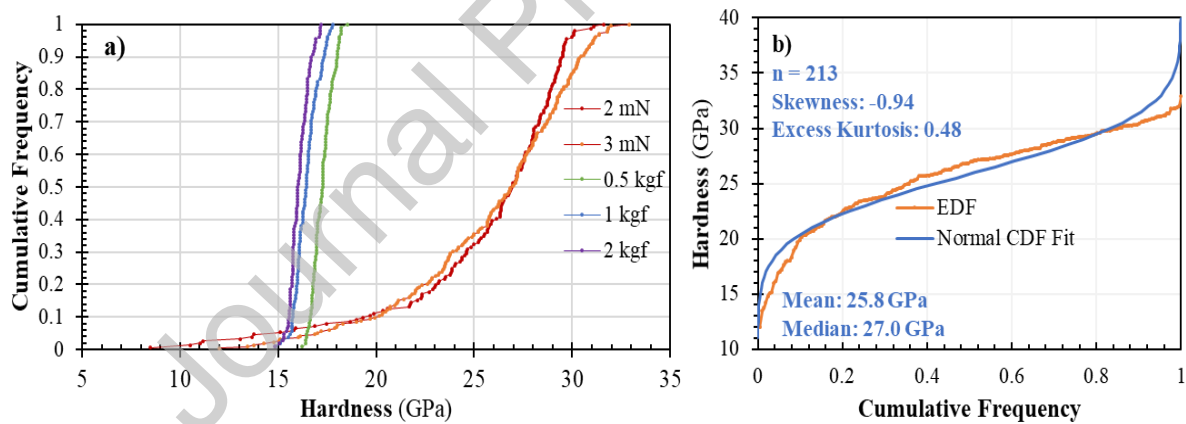 Journal Pr
a)
Cumulative Frequency
1
0.9
0.8
0.7
0.6
0.5
0.4
0.3
0.2
0.1
0
2 mN
3 mN
0.5 kgf
1 kgf
2 kgf
5
10
15
20
25
30
35
Hardness (GPa)
b)
Hardness (GPa)
40
35
30
25
20
15
10
n = 213
Skewness: -0.94
Excess Kurtosis: 0.48
EDF
Normal CDF Fit
Mean: 25.8 GPa
Median: 27.0 GPa
0
0.2
0.4
0.6
0.8
1
Cumulative Frequency